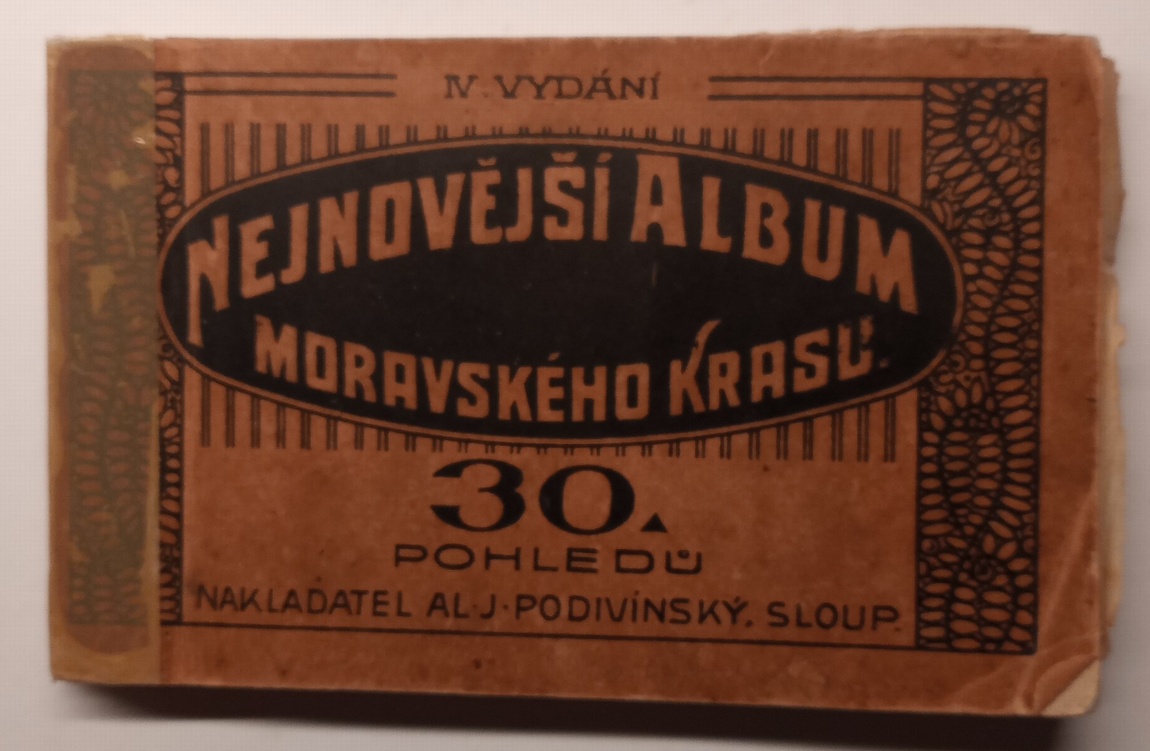 IV. VYDÁNÍ
NEJNOVĚJŠÍ ALBUM
MORAVSKÉHO KRASU.
30.
POHLEDŮ
NAKLADATEL AL·J·PODIVÍNSKÝ. SLOUP.